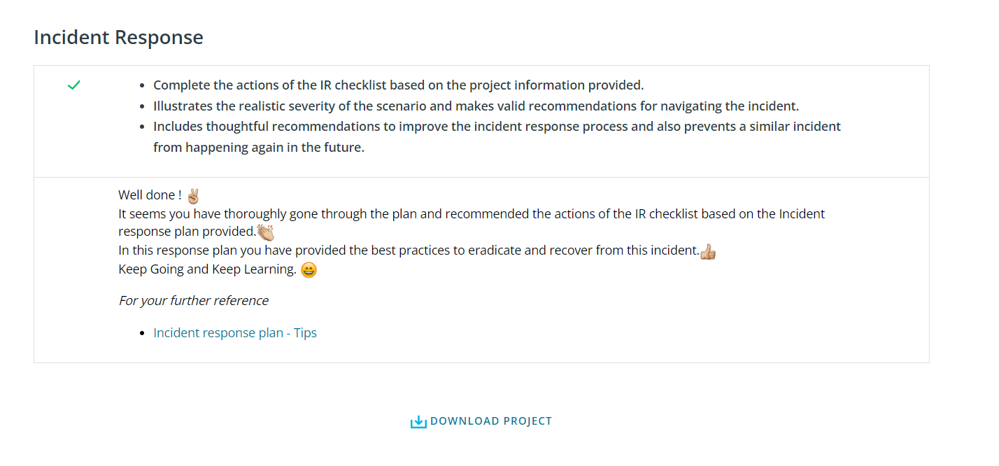 Incident Response
Complete the actions of the IR checklist based on the project information provided.
Illustrates the realistic severity of the scenario and makes valid recommendations for navigating the incident.
Includes thoughtful recommendations to improve the incident response process and also prevents a similar incident
from happening again in the future.
Well done ! ✌🏼
It seems you have thoroughly gone through the plan and recommended the actions of the IR checklist based on the Incident
response plan provided.👏🏼
In this response plan you have provided the best practices to eradicate and recover from this incident.👍🏼
Keep Going and Keep Learning. 😄
For your further reference
Incident response plan - Tips
DOWNLOAD PROJECT